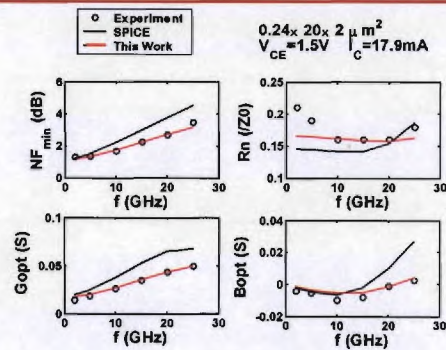 Experiment
SPICE
This Work
0.24x 20x 2 μ m²
V_CE=1.5V I_C=17.9mA
NF_min (dB)
6
4
2
0
0 10 20 30
f (GHz)
Rn (/Z0)
0.25
0.2
0.15
0.1
0 10 20 30
f (GHz)
Gopt (S)
0.1
0.05
0
0 10 20 30
f (GHz)
Bopt (S)
0.04
0.02
0
-0.02
0 10 20 30
f (GHz)